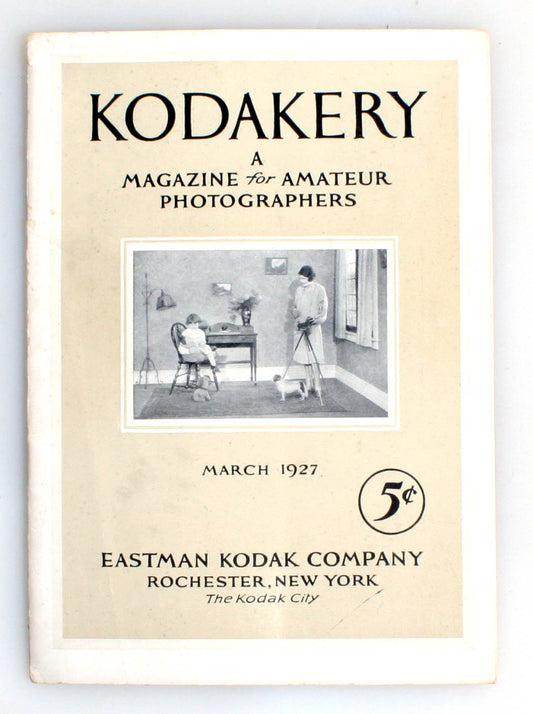 KODAKERY
A
MAGAZINE for AMATEUR
PHOTOGRAPHERS
MARCH 1927
5¢
EASTMAN KODAK COMPANY
ROCHESTER, NEW YORK
The Kodak City